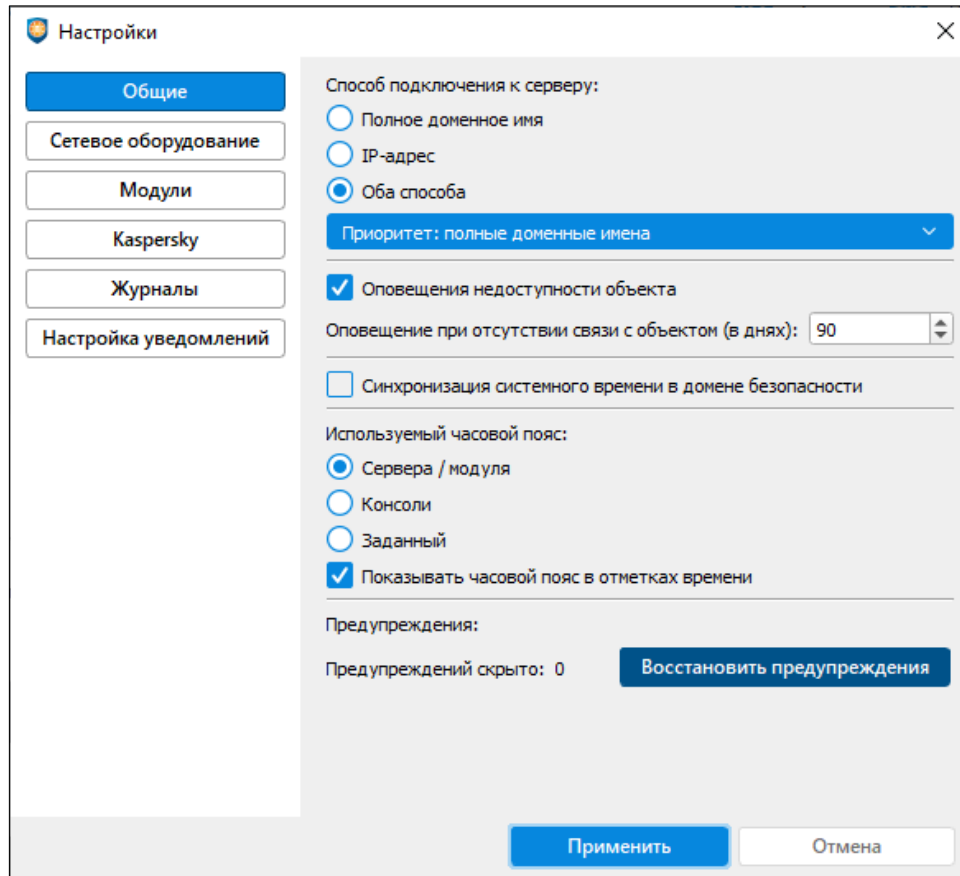 Настройки
Общие
Сетевое оборудование
Модули
Kaspersky
Журналы
Настройка уведомлений
Способ подключения к серверу:
Полное доменное имя
IP-адрес
Оба способа
Приоритет: полные доменные имена
Оповещения недоступности объекта
Оповещение при отсутствии связи с объектом (в днях): 90
Синхронизация системного времени в домене безопасности
Используемый часовой пояс:
Сервера / модуля
Консоли
Заданный
Показывать часовой пояс в отметках времени
Предупреждения:
Предупреждений скрыто: 0 Восстановить предупреждения
Применить Отмена